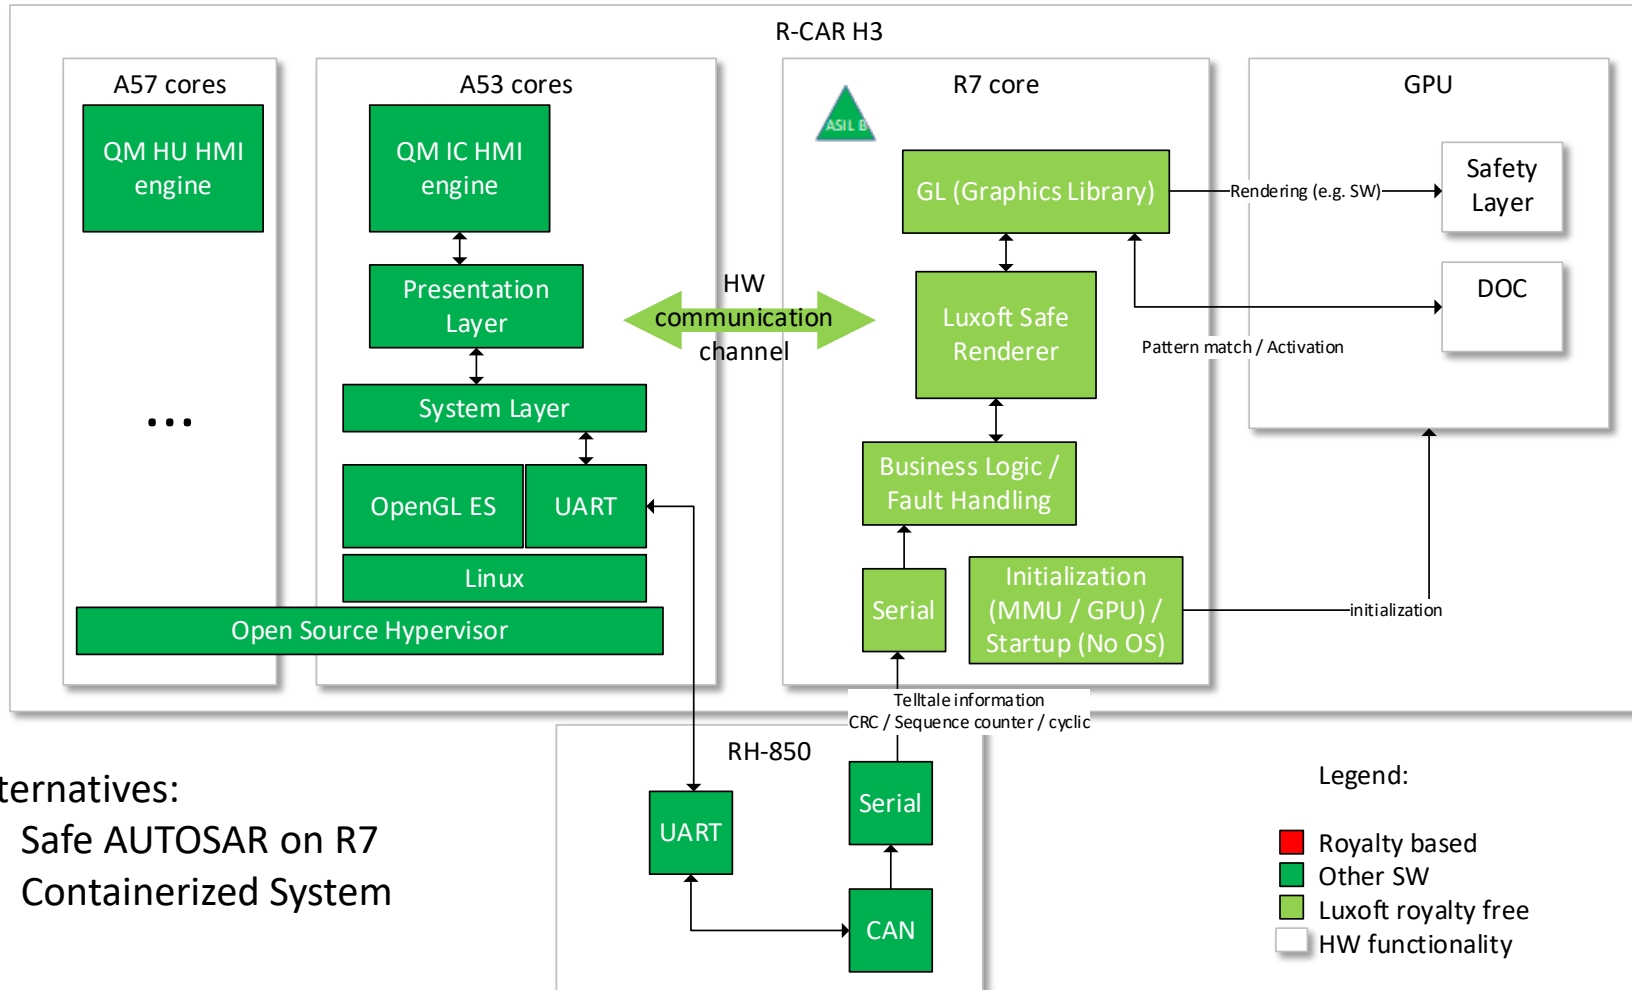 R-CAR H3
A57 cores
A53 cores
R7 core
GPU
QM HU HMI
engine
...
QM IC HMI
engine
Presentation
Layer
System Layer
OpenGL ES
UART
Linux
Open Source Hypervisor
HW
communication
channel
ASIL B
GL (Graphics Library)
Luxoft Safe
Renderer
Business Logic /
Fault Handling
Serial
Initialization
(MMU / GPU) /
Startup (No OS)
Rendering (e.g. SW)
Safety
Layer
DOC
Pattern match / Activation
initialization
Telltale information
CRC / Sequence counter / cyclic
RH-850
UART
Serial
CAN
ternatives:
Safe AUTOSAR on R7
Containerized System
Legend:
Royalty based
Other SW
Luxoft royalty free
HW functionality